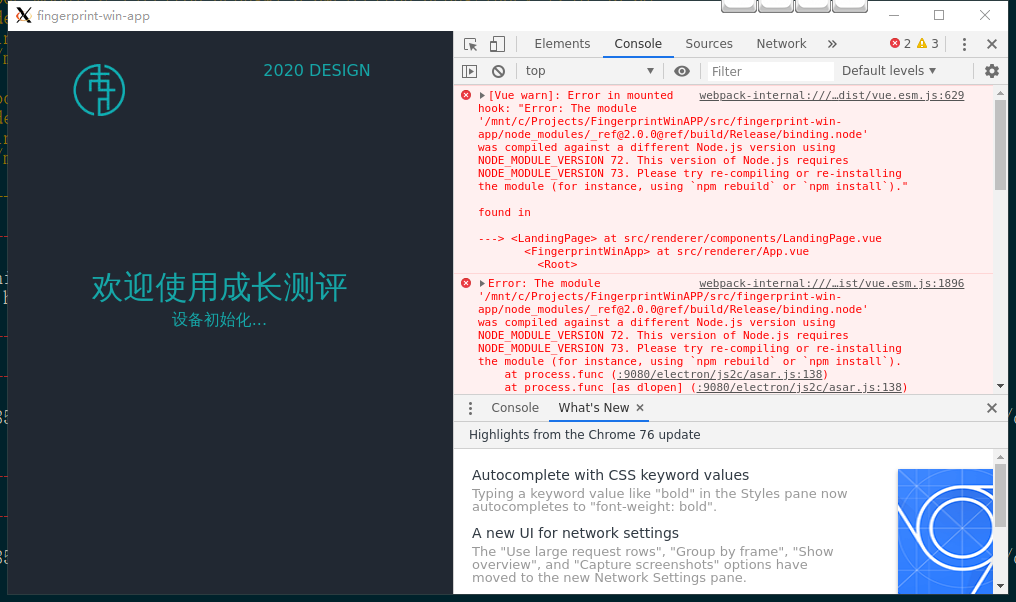 fingerprint-win-app
2020 DESIGN
欢迎使用成长测评
设备初始化...
Elements Console Sources Network » 2 3
top Filter Default levels
[Vue warn]: Error in mounted webpack-internal:///…dist/vue.esm.js:629
hook: "Error: The module
'/mnt/c/Projects/FingerprintWinAPP/src/fingerprint-win-
app/node_modules/_ref@2.0.0@ref/build/Release/binding.node'
was compiled against a different Node.js version using
NODE_MODULE_VERSION 72. This version of Node.js requires
NODE_MODULE_VERSION 73. Please try re-compiling or re-installing
the module (for instance, using `npm rebuild` or `npm install`)."
found in
---> <LandingPage> at src/renderer/components/LandingPage.vue
<FingerprintWinApp> at src/renderer/App.vue
<Root>
Error: The module webpack-internal:///…ist/vue.esm.js:1896
'/mnt/c/Projects/FingerprintWinAPP/src/fingerprint-win-
app/node_modules/_ref@2.0.0@ref/build/Release/binding.node'
was compiled against a different Node.js version using
NODE_MODULE_VERSION 72. This version of Node.js requires
NODE_MODULE_VERSION 73. Please try re-compiling or re-installing
the module (for instance, using `npm rebuild` or `npm install`).
at process.func (:9080/electron/js2c/asar.js:138)
at process.func [as dlopen] (:9080/electron/js2c/asar.js:138)
Console What's New ×
Highlights from the Chrome 76 update
Autocomplete with CSS keyword values
Typing a keyword value like "bold" in the Styles pane now
autocompletes to "font-weight: bold".
A new UI for network settings
The "Use large request rows", "Group by frame", "Show
overview", and "Capture screenshots" options have
moved to the new Network Settings pane.